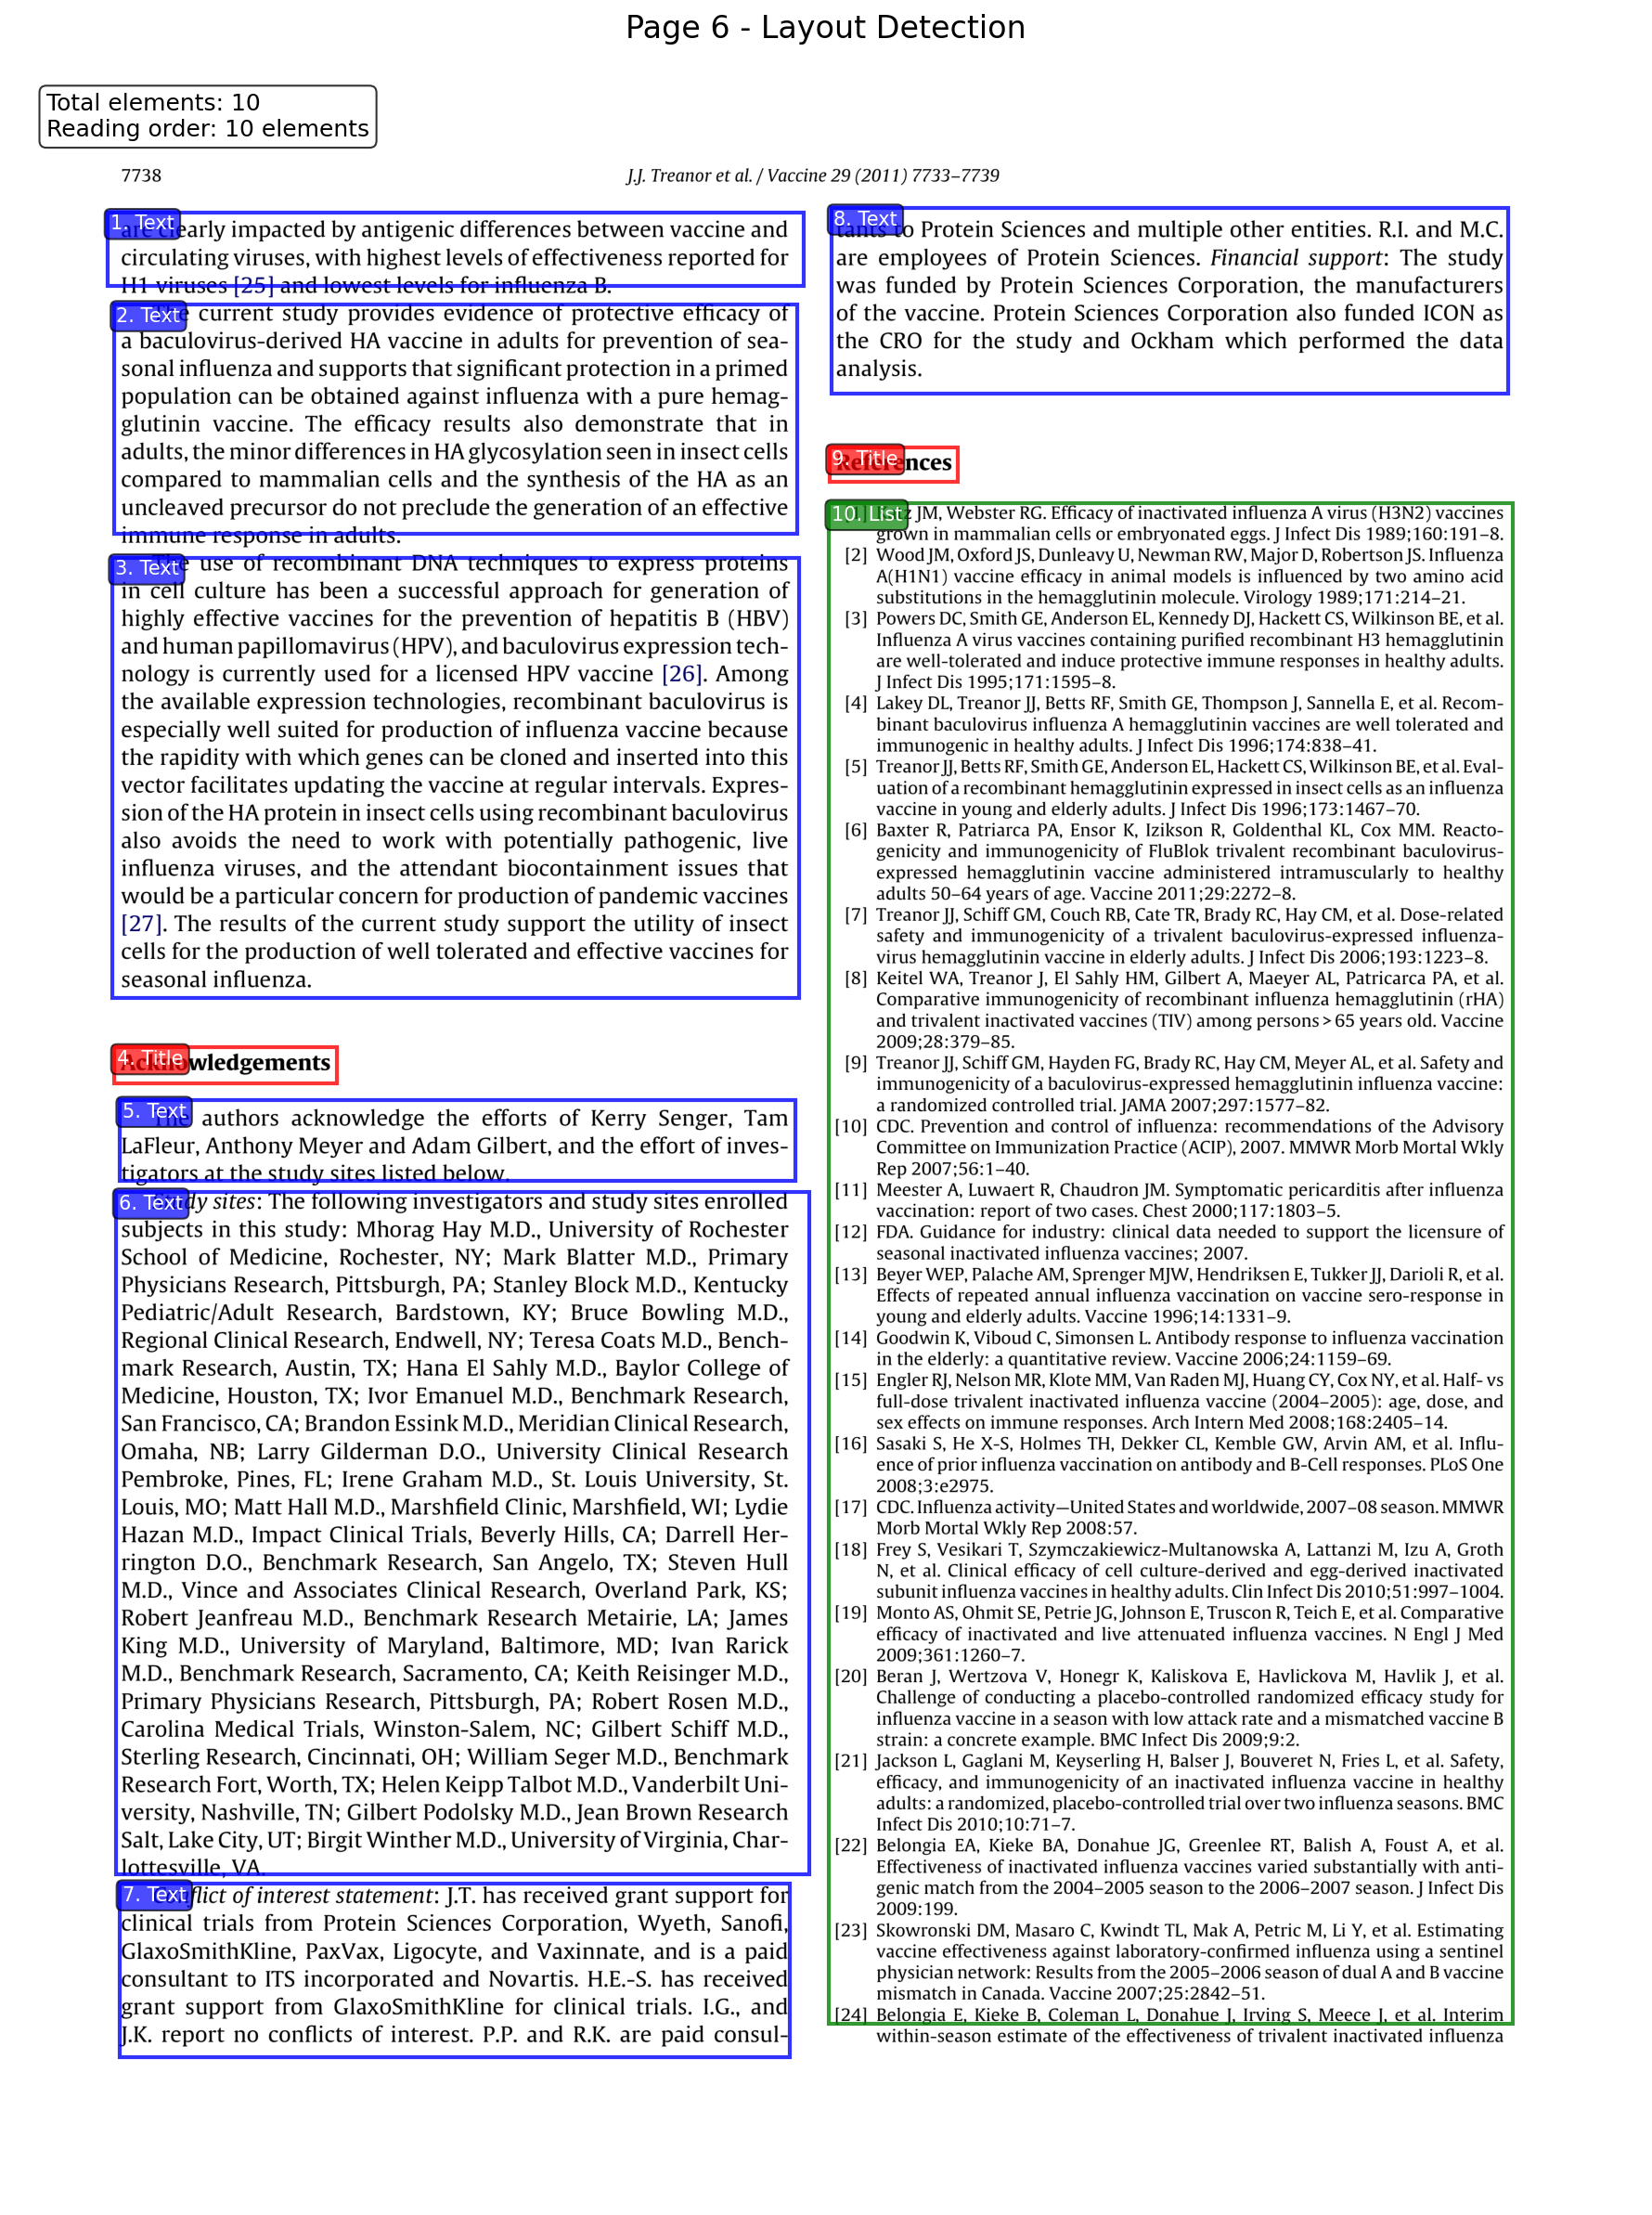 Page 6 - Layout Detection
Total elements: 10
Reading order: 10 elements
7738
J.J. Treanor et al. / Vaccine 29 (2011) 7733–7739
1. Text
are clearly impacted by antigenic differences between vaccine and
circulating viruses, with highest levels of effectiveness reported for
H1 viruses [25] and lowest levels for influenza B.
2. Text
The current study provides evidence of protective efficacy of
a baculovirus-derived HA vaccine in adults for prevention of sea-
sonal influenza and supports that significant protection in a primed
population can be obtained against influenza with a pure hemag-
glutinin vaccine. The efficacy results also demonstrate that in
adults, the minor differences in HA glycosylation seen in insect cells
compared to mammalian cells and the synthesis of the HA as an
uncleaved precursor do not preclude the generation of an effective
immune response in adults.
3. Text
The use of recombinant DNA techniques to express proteins
in cell culture has been a successful approach for generation of
highly effective vaccines for the prevention of hepatitis B (HBV)
and human papillomavirus (HPV), and baculovirus expression tech-
nology is currently used for a licensed HPV vaccine [26]. Among
the available expression technologies, recombinant baculovirus is
especially well suited for production of influenza vaccine because
the rapidity with which genes can be cloned and inserted into this
vector facilitates updating the vaccine at regular intervals. Expres-
sion of the HA protein in insect cells using recombinant baculovirus
also avoids the need to work with potentially pathogenic, live
influenza viruses, and the attendant biocontainment issues that
would be a particular concern for production of pandemic vaccines
[27]. The results of the current study support the utility of insect
cells for the production of well tolerated and effective vaccines for
seasonal influenza.
4. Title
Acknowledgements
5. Text
The authors acknowledge the efforts of Kerry Senger, Tam
LaFleur, Anthony Meyer and Adam Gilbert, and the effort of inves-
tigators at the study sites listed below.
6. Text
Study sites: The following investigators and study sites enrolled
subjects in this study: Mhorag Hay M.D., University of Rochester
School of Medicine, Rochester, NY; Mark Blatter M.D., Primary
Physicians Research, Pittsburgh, PA; Stanley Block M.D., Kentucky
Pediatric/Adult Research, Bardstown, KY; Bruce Bowling M.D.,
Regional Clinical Research, Endwell, NY; Teresa Coats M.D., Bench-
mark Research, Austin, TX; Hana El Sahly M.D., Baylor College of
Medicine, Houston, TX; Ivor Emanuel M.D., Benchmark Research,
San Francisco, CA; Brandon Essink M.D., Meridian Clinical Research,
Omaha, NB; Larry Gilderman D.O., University Clinical Research
Pembroke, Pines, FL; Irene Graham M.D., St. Louis University, St.
Louis, MO; Matt Hall M.D., Marshfield Clinic, Marshfield, WI; Lydie
Hazan M.D., Impact Clinical Trials, Beverly Hills, CA; Darrell Her-
rington D.O., Benchmark Research, San Angelo, TX; Steven Hull
M.D., Vince and Associates Clinical Research, Overland Park, KS;
Robert Jeanfreau M.D., Benchmark Research Metairie, LA; James
King M.D., University of Maryland, Baltimore, MD; Ivan Rarick
M.D., Benchmark Research, Sacramento, CA; Keith Reisinger M.D.,
Primary Physicians Research, Pittsburgh, PA; Robert Rosen M.D.,
Carolina Medical Trials, Winston-Salem, NC; Gilbert Schiff M.D.,
Sterling Research, Cincinnati, OH; William Seger M.D., Benchmark
Research Fort, Worth, TX; Helen Keipp Talbot M.D., Vanderbilt Uni-
versity, Nashville, TN; Gilbert Podolsky M.D., Jean Brown Research
Salt, Lake City, UT; Birgit Winther M.D., University of Virginia, Char-
lottesville, VA.
7. Text
Conflict of interest statement: J.T. has received grant support for
clinical trials from Protein Sciences Corporation, Wyeth, Sanofi,
GlaxoSmithKline, PaxVax, Ligocyte, and Vaxinnate, and is a paid
consultant to ITS incorporated and Novartis. H.E.-S. has received
grant support from GlaxoSmithKline for clinical trials. I.G., and
J.K. report no conflicts of interest. P.P. and R.K. are paid consul-
8. Text
tants to Protein Sciences and multiple other entities. R.I. and M.C.
are employees of Protein Sciences. Financial support: The study
was funded by Protein Sciences Corporation, the manufacturers
of the vaccine. Protein Sciences Corporation also funded ICON as
the CRO for the study and Ockham which performed the data
analysis.
9. Title
References
10. List
JM, Webster RG. Efficacy of inactivated influenza A virus (H3N2) vaccines
grown in mammalian cells or embryonated eggs. J Infect Dis 1989;160:191–8.
[2] Wood JM, Oxford JS, Dunleavy U, Newman RW, Major D, Robertson JS. Influenza
A(H1N1) vaccine efficacy in animal models is influenced by two amino acid
substitutions in the hemagglutinin molecule. Virology 1989;171:214–21.
[3] Powers DC, Smith GE, Anderson EL, Kennedy DJ, Hackett CS, Wilkinson BE, et al.
Influenza A virus vaccines containing purified recombinant H3 hemagglutinin
are well-tolerated and induce protective immune responses in healthy adults.
J Infect Dis 1995;171:1595–8.
[4] Lakey DL, Treanor JJ, Betts RF, Smith GE, Thompson J, Sannella E, et al. Recom-
binant baculovirus influenza A hemagglutinin vaccines are well tolerated and
immunogenic in healthy adults. J Infect Dis 1996;174:838–41.
[5] Treanor JJ, Betts RF, Smith GE, Anderson EL, Hackett CS, Wilkinson BE, et al. Eval-
uation of a recombinant hemagglutinin expressed in insect cells as an influenza
vaccine in young and elderly adults. J Infect Dis 1996;173:1467–70.
[6] Baxter R, Patriarca PA, Ensor K, Izikson R, Goldenthal KL, Cox MM. Reacto-
genicity and immunogenicity of FluBlok trivalent recombinant baculovirus-
expressed hemagglutinin vaccine administered intramuscularly to healthy
adults 50–64 years of age. Vaccine 2011;29:2272–8.
[7] Treanor JJ, Schiff GM, Couch RB, Cate TR, Brady RC, Hay CM, et al. Dose-related
safety and immunogenicity of a trivalent baculovirus-expressed influenza-
virus hemagglutinin vaccine in elderly adults. J Infect Dis 2006;193:1223–8.
[8] Keitel WA, Treanor J, El Sahly HM, Gilbert A, Maeyer AL, Patricarca PA, et al.
Comparative immunogenicity of recombinant influenza hemagglutinin (rHA)
and trivalent inactivated vaccines (TIV) among persons > 65 years old. Vaccine
2009;28:379–85.
[9] Treanor JJ, Schiff GM, Hayden FG, Brady RC, Hay CM, Meyer AL, et al. Safety and
immunogenicity of a baculovirus-expressed hemagglutinin influenza vaccine:
a randomized controlled trial. JAMA 2007;297:1577–82.
[10] CDC. Prevention and control of influenza: recommendations of the Advisory
Committee on Immunization Practice (ACIP), 2007. MMWR Morb Mortal Wkly
Rep 2007;56:1–40.
[11] Meester A, Luwaert R, Chaudron JM. Symptomatic pericarditis after influenza
vaccination: report of two cases. Chest 2000;117:1803–5.
[12] FDA. Guidance for industry: clinical data needed to support the licensure of
seasonal inactivated influenza vaccines; 2007.
[13] Beyer WEP, Palache AM, Sprenger MJW, Hendriksen E, Tukker JJ, Darioli R, et al.
Effects of repeated annual influenza vaccination on vaccine sero-response in
young and elderly adults. Vaccine 1996;14:1331–9.
[14] Goodwin K, Viboud C, Simonsen L. Antibody response to influenza vaccination
in the elderly: a quantitative review. Vaccine 2006;24:1159–69.
[15] Engler RJ, Nelson MR, Klote MM, Van Raden MJ, Huang CY, Cox NY, et al. Half- vs
full-dose trivalent inactivated influenza vaccine (2004–2005): age, dose, and
sex effects on immune responses. Arch Intern Med 2008;168:2405–14.
[16] Sasaki S, He X-S, Holmes TH, Dekker CL, Kemble GW, Arvin AM, et al. Influ-
ence of prior influenza vaccination on antibody and B-Cell responses. PLoS One
2008;3:e2975.
[17] CDC. Influenza activity—United States and worldwide, 2007–08 season. MMWR
Morb Mortal Wkly Rep 2008:57.
[18] Frey S, Vesikari T, Szymczakiewicz-Multanowska A, Lattanzi M, Izu A, Groth
N, et al. Clinical efficacy of cell culture-derived and egg-derived inactivated
subunit influenza vaccines in healthy adults. Clin Infect Dis 2010;51:997–1004.
[19] Monto AS, Ohmit SE, Petrie JG, Johnson E, Truscon R, Teich E, et al. Comparative
efficacy of inactivated and live attenuated influenza vaccines. N Engl J Med
2009;361:1260–7.
[20] Beran J, Wertzova V, Honegr K, Kaliskova E, Havlickova M, Havlik J, et al.
Challenge of conducting a placebo-controlled randomized efficacy study for
influenza vaccine in a season with low attack rate and a mismatched vaccine B
strain: a concrete example. BMC Infect Dis 2009;9:2.
[21] Jackson L, Gaglani M, Keyserling H, Balser J, Bouveret N, Fries L, et al. Safety,
efficacy, and immunogenicity of an inactivated influenza vaccine in healthy
adults: a randomized, placebo-controlled trial over two influenza seasons. BMC
Infect Dis 2010;10:71–7.
[22] Belongia EA, Kieke BA, Donahue JG, Greenlee RT, Balish A, Foust A, et al.
Effectiveness of inactivated influenza vaccines varied substantially with anti-
genic match from the 2004–2005 season to the 2006–2007 season. J Infect Dis
2009:199.
[23] Skowronski DM, Masaro C, Kwindt TL, Mak A, Petric M, Li Y, et al. Estimating
vaccine effectiveness against laboratory-confirmed influenza using a sentinel
physician network: Results from the 2005–2006 season of dual A and B vaccine
mismatch in Canada. Vaccine 2007;25:2842–51.
[24] Belongia E, Kieke B, Coleman L, Donahue J, Irving S, Meece J, et al. Interim
within-season estimate of the effectiveness of trivalent inactivated influenza